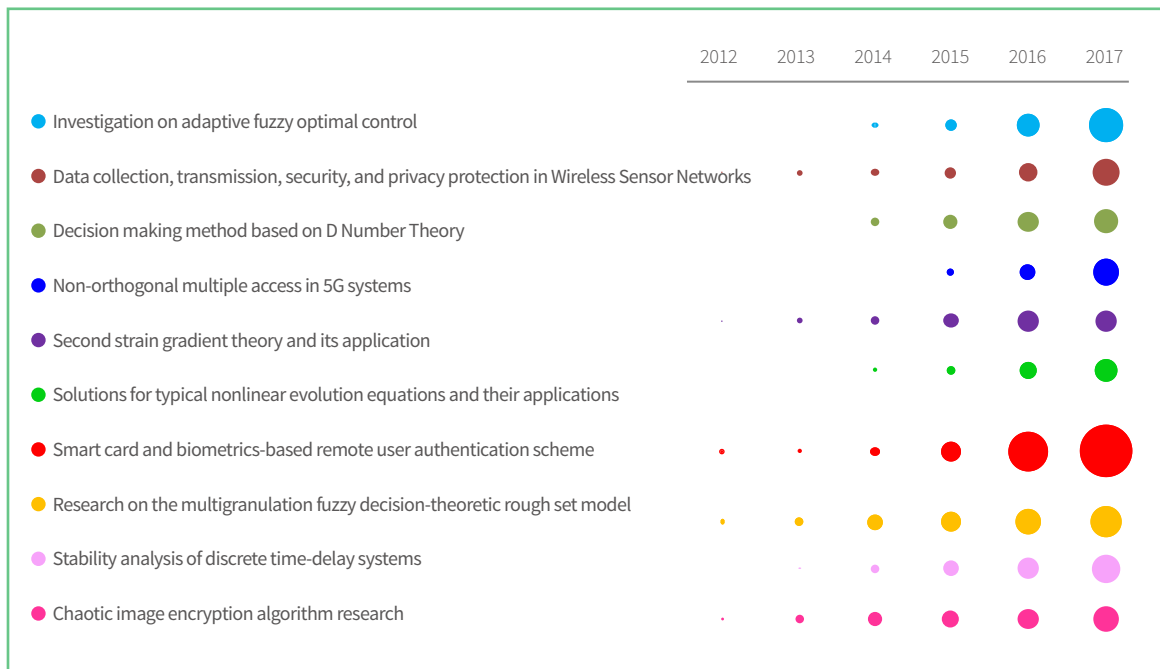 2012 2013 2014 2015 2016 2017
Investigation on adaptive fuzzy optimal control
Data collection, transmission, security, and privacy protection in Wireless Sensor Networks
Decision making method based on D Number Theory
Non-orthogonal multiple access in 5G systems
Second strain gradient theory and its application
Solutions for typical nonlinear evolution equations and their applications
Smart card and biometrics-based remote user authentication scheme
Research on the multigranulation fuzzy decision-theoretic rough set model
Stability analysis of discrete time-delay systems
Chaotic image encryption algorithm research